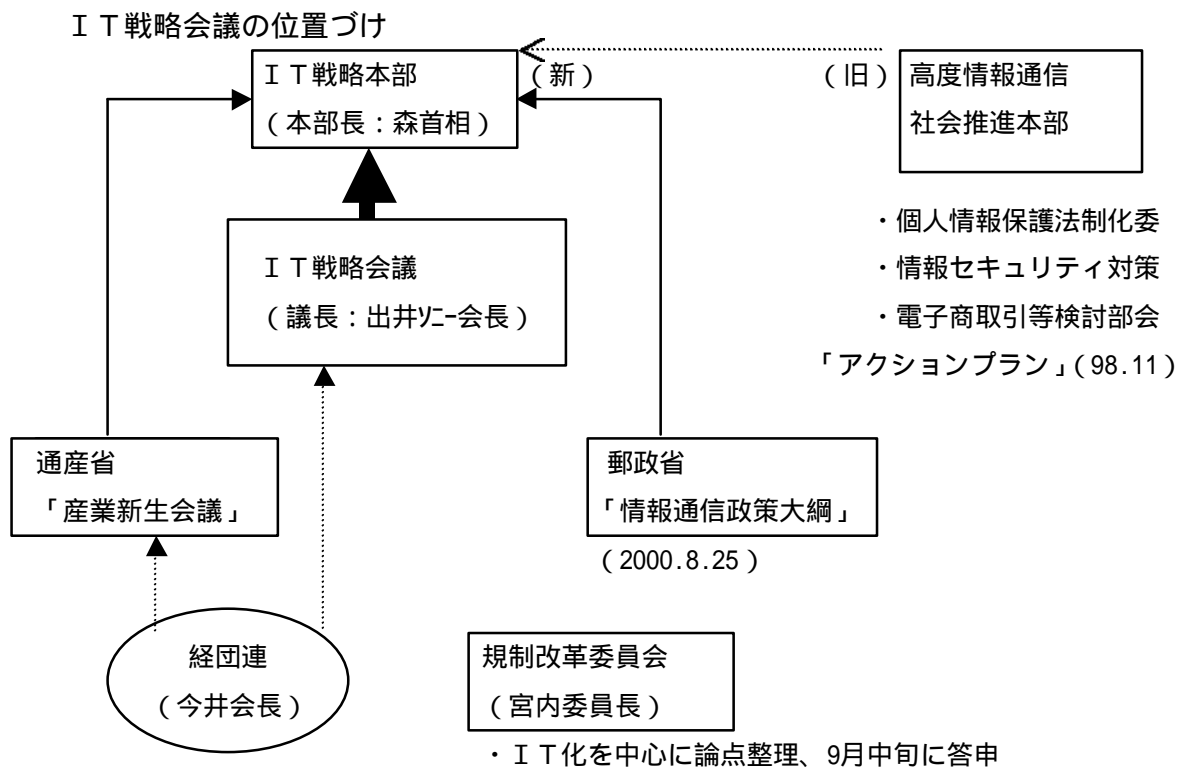 ＩＴ戦略会議の位置づけ
ＩＴ戦略本部
（本部長：森首相）
（新）
（旧）
高度情報通信
社会推進本部
・個人情報保護法制化委
・情報セキュリティ対策
・電子商取引等検討部会
「アクションプラン」（98.11）
ＩＴ戦略会議
（議長：出井ｿﾆｰ会長）
通産省
「産業新生会議」
郵政省
「情報通信政策大綱」
（2000.8.25）
経団連
（今井会長）
規制改革委員会
（宮内委員長）
・ＩＴ化を中心に論点整理、9月中旬に答申